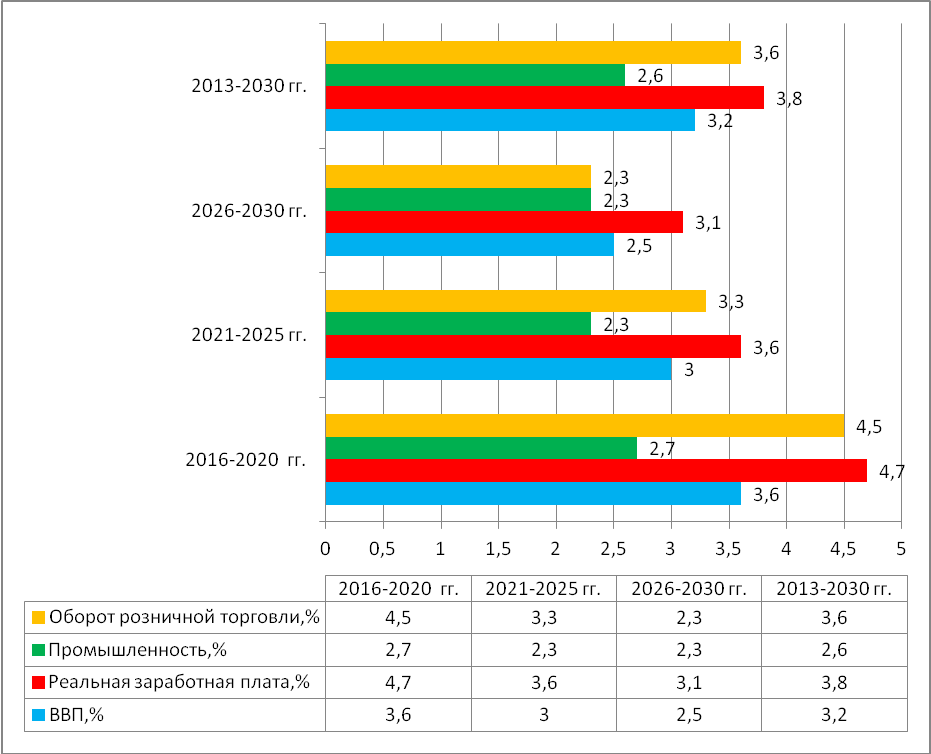 3,6
2,6
2013-2030 гг.
3,8
3,2
2,3
2,3
2026-2030 гг.
3,1
2,5
3,3
2,3
2021-2025 гг.
3,6
3
4,5
2,7
2016-2020 гг.
4,7
3,6
0 0,5 1 1,5 2 2,5 3 3,5 4 4,5 5
2016-2020 гг. 2021-2025 гг. 2026-2030 гг. 2013-2030 гг.
Оборот розничной торговли,% 4,5 3,3 2,3 3,6
Промышленность,% 2,7 2,3 2,3 2,6
Реальная заработная плата,% 4,7 3,6 3,1 3,8
ВВП,% 3,6 3 2,5 3,2